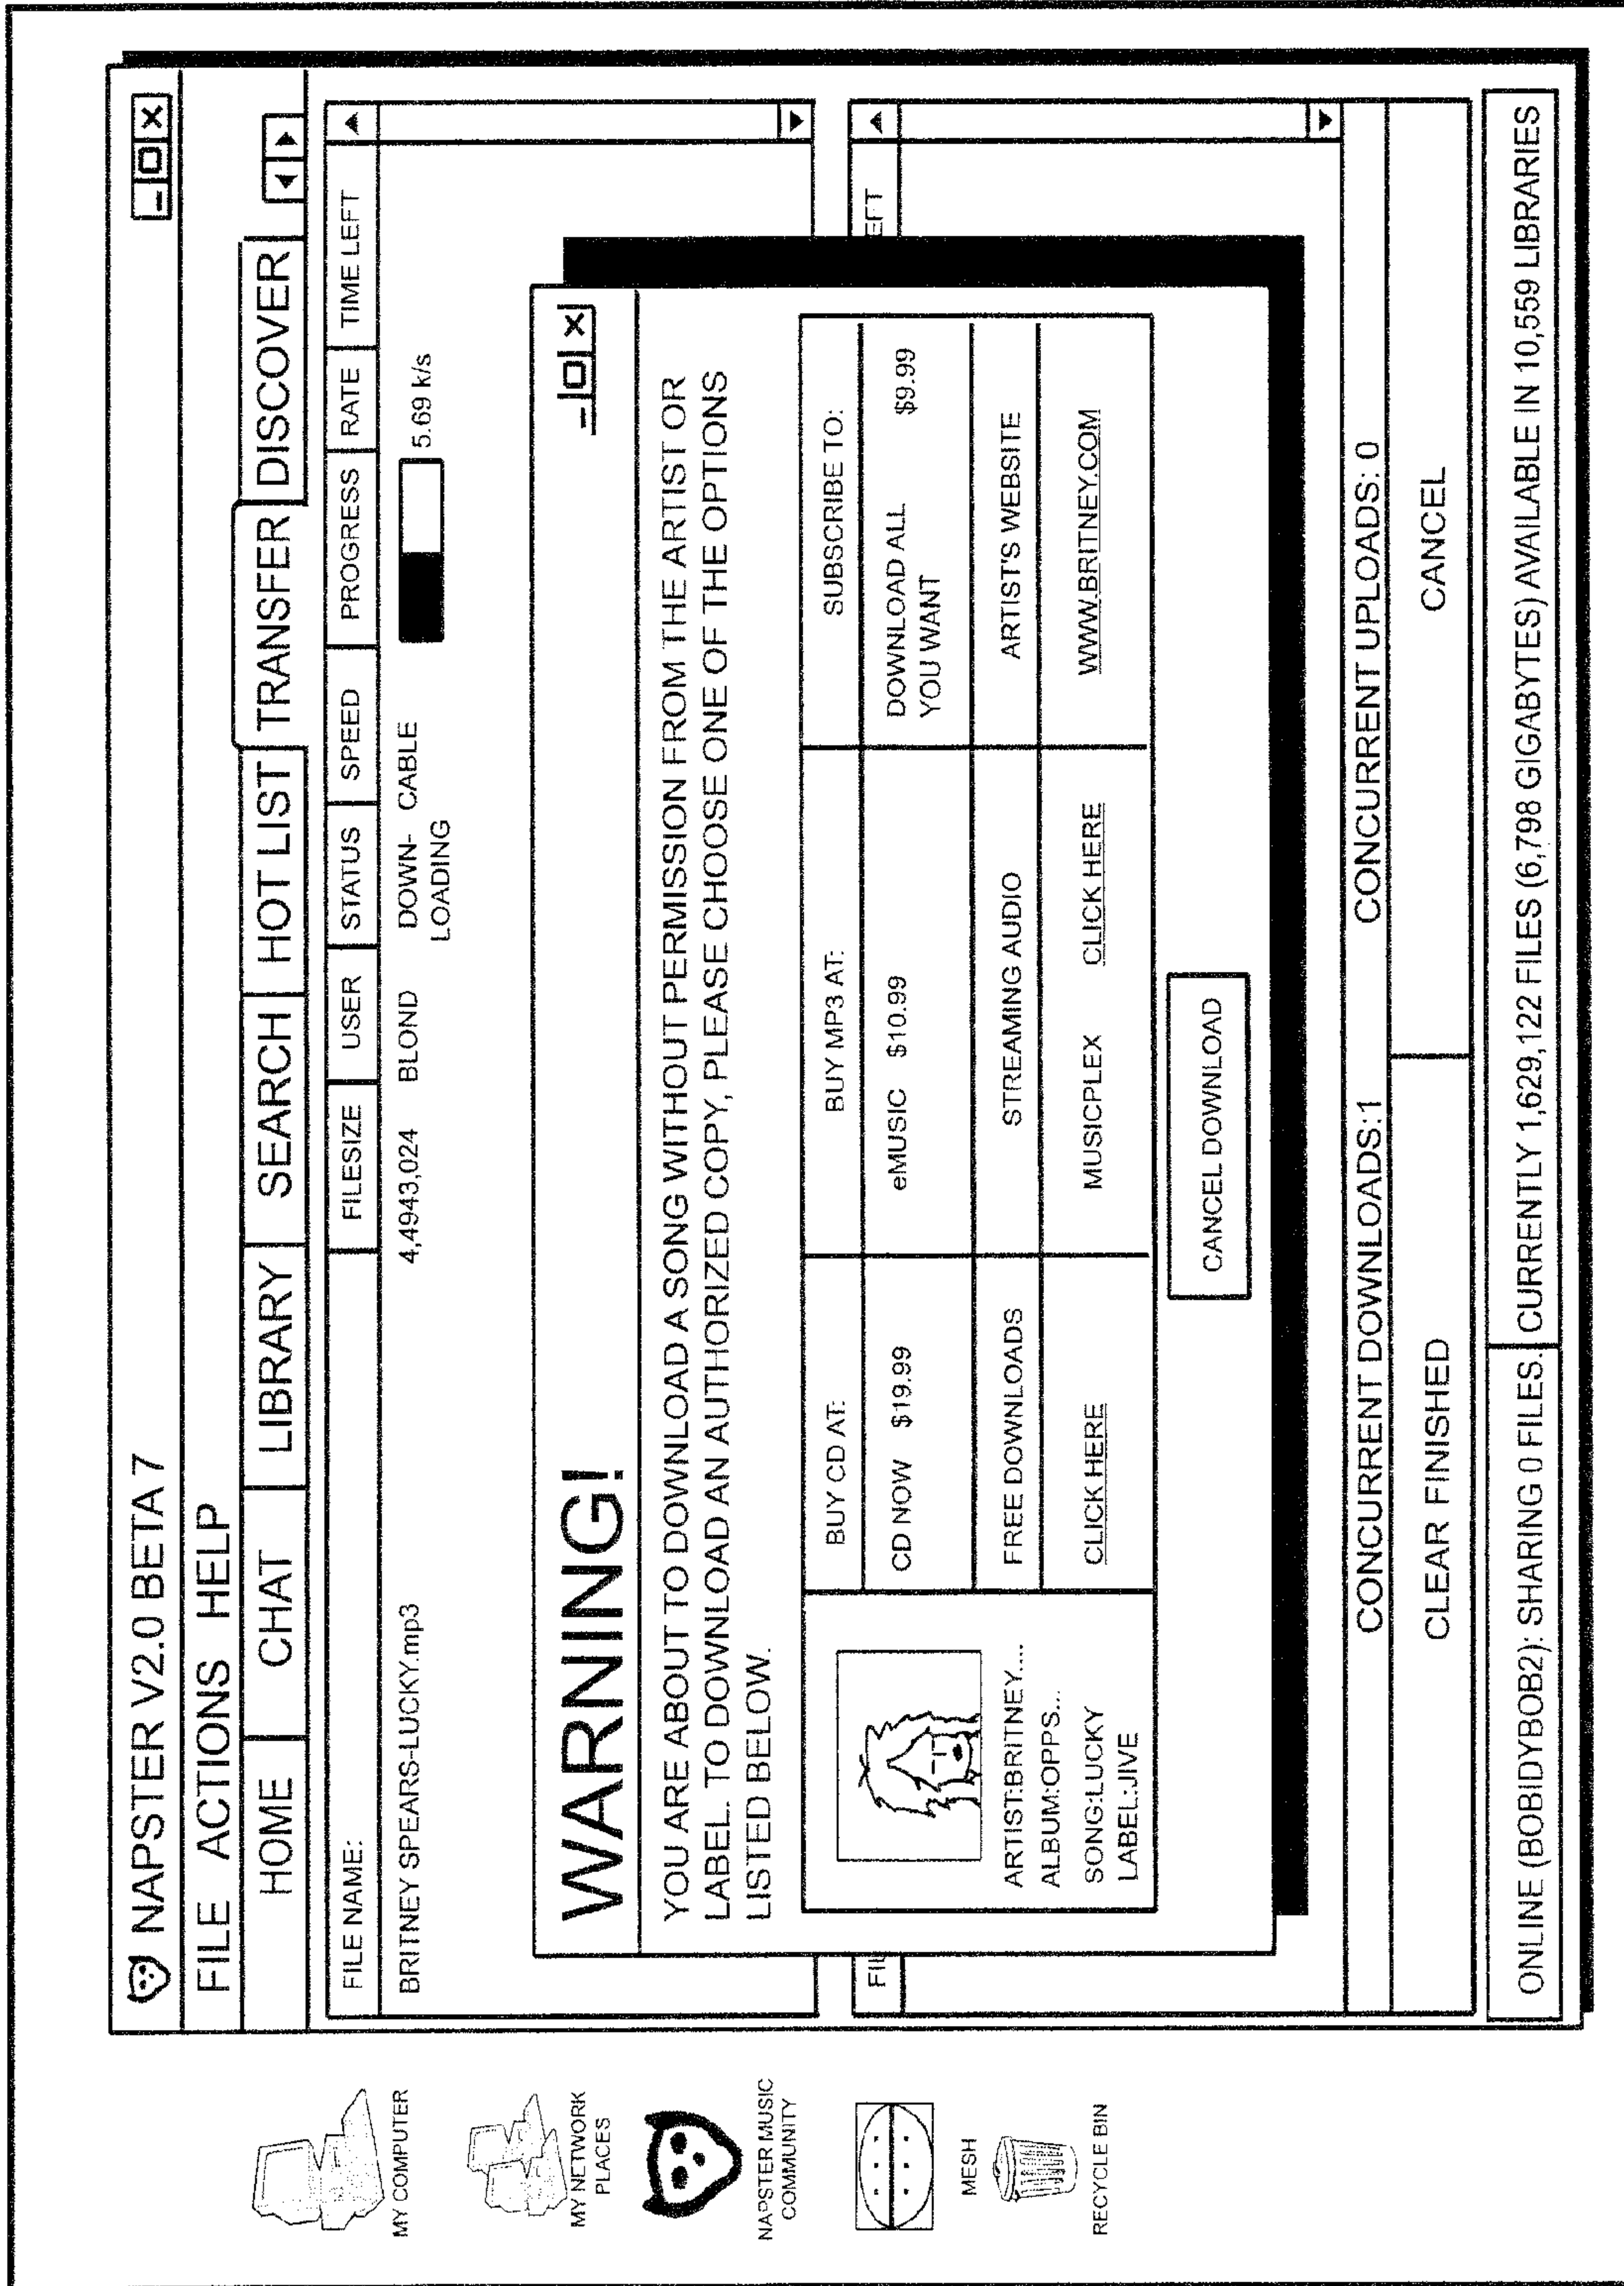 NAPSTER V2.0 BETA 7
FILE ACTIONS HELP
HOME CHAT LIBRARY SEARCH HOT LIST TRANSFER DISCOVER
FILE NAME: FILESIZE USER STATUS SPEED PROGRESS RATE TIME LEFT
BRITNEY SPEARS-LUCKY.mp3 4,4943,024 BLOND DOWN- CABLE 5.69 k/s
LOADING
WARNING!
YOU ARE ABOUT TO DOWNLOAD A SONG WITHOUT PERMISSION FROM THE ARTIST OR
LABEL. TO DOWNLOAD AN AUTHORIZED COPY, PLEASE CHOOSE ONE OF THE OPTIONS
LISTED BELOW.
BUY CD AT: BUY MP3 AT: SUBSCRIBE TO:
CD NOW $19.99 eMUSIC $10.99 DOWNLOAD ALL $9.99
YOU WANT
ARTIST:BRITNEY.... FREE DOWNLOADS STREAMING AUDIO ARTIST'S WEBSITE
ALBUM:OPPS...
SONG:LUCKY CLICK HERE MUSICPLEX CLICK HERE WWW.BRITNEY.COM
LABEL:JIVE
CANCEL DOWNLOAD
FIL EFT
CONCURRENT DOWNLOADS:1 CONCURRENT UPLOADS: 0
CLEAR FINISHED CANCEL
ONLINE (BOBIDYBOB2): SHARING 0 FILES. CURRENTLY 1,629,122 FILES (6,798 GIGABYTES) AVAILABLE IN 10,559 LIBRARIES
MY COMPUTER
MY NETWORK
PLACES
NAPSTER MUSIC
COMMUNITY
MESH
RECYCLE BIN